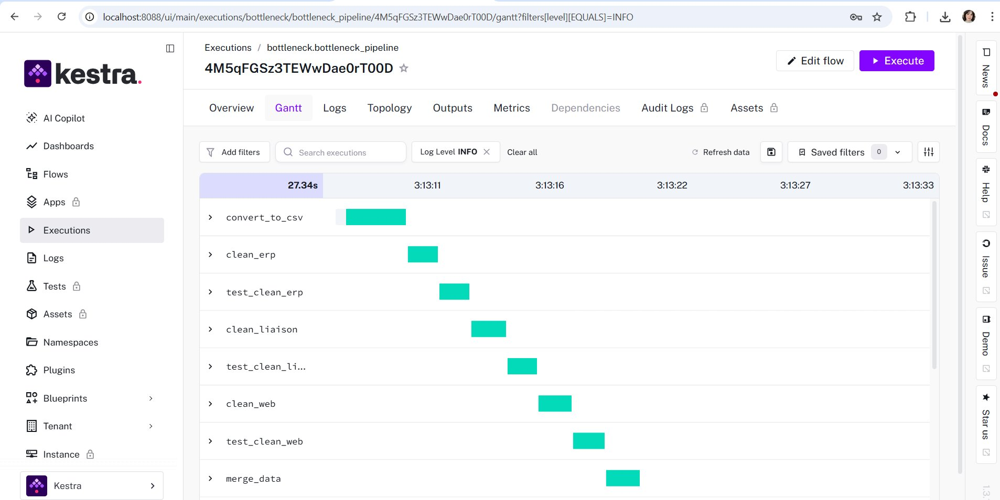 localhost:8088/ui/main/executions/bottleneck/bottleneck_pipeline/4M5qFGSz3TEWwDae0rT00D/gantt?filters[level][EQUALS]=INFO
kestra.
AI Copilot
Dashboards
Flows
Apps
Executions
Logs
Tests
Assets
Namespaces
Plugins
Blueprints
Tenant
Instance
Kestra
Executions / bottleneck.bottleneck_pipeline
4M5qFGSz3TEWwDae0rT00D
Edit flow
Execute
Overview
Gantt
Logs
Topology
Outputs
Metrics
Dependencies
Audit Logs
Assets
Add filters
Search executions
Log Level INFO
Clear all
Refresh data
Saved filters 0
27.34s 3:13:11 3:13:16 3:13:22 3:13:27 3:13:33
convert_to_csv
clean_erp
test_clean_erp
clean_liaison
test_clean_li...
clean_web
test_clean_web
merge_data
News
Docs
Help
Issue
Demo
Star us
1.3.